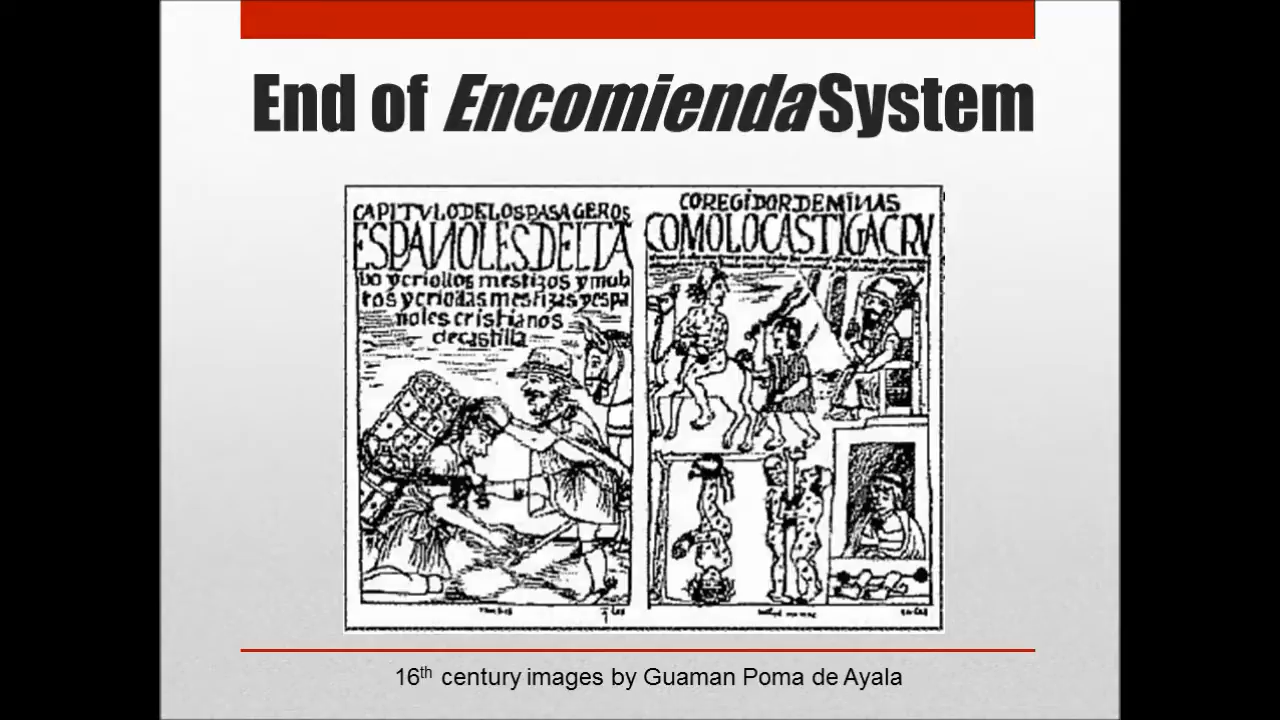 End of Encomienda System
CAPITVLO DE LOS PASAGEROS
ESPAÑOLES DEL TA
bo y criollos mestizos y mula
tos y criollas mestizas y espa
ñoles cristianos
de castilla
COREGIDOR DE MINAS
COMO LO CASTIGA CRV
16th century images by Guaman Poma de Ayala